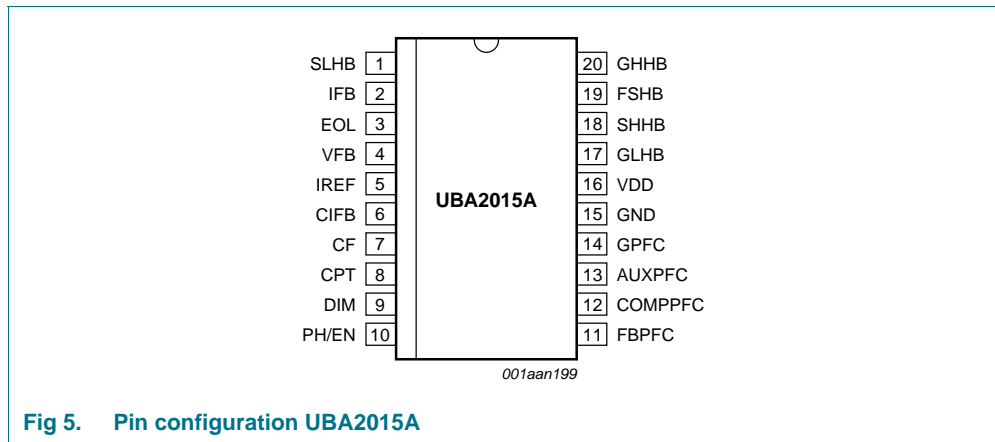 SLHB 1 20 GHHB
IFB 2 19 FSHB
EOL 3 18 SHHB
VFB 4 17 GLHB
IREF 5 16 VDD
UBA2015A
CIFB 6 15 GND
CF 7 14 GPFC
CPT 8 13 AUXPFC
DIM 9 12 COMPPFC
PH/EN 10 11 FBPFC
001aan199
Fig 5. Pin configuration UBA2015A